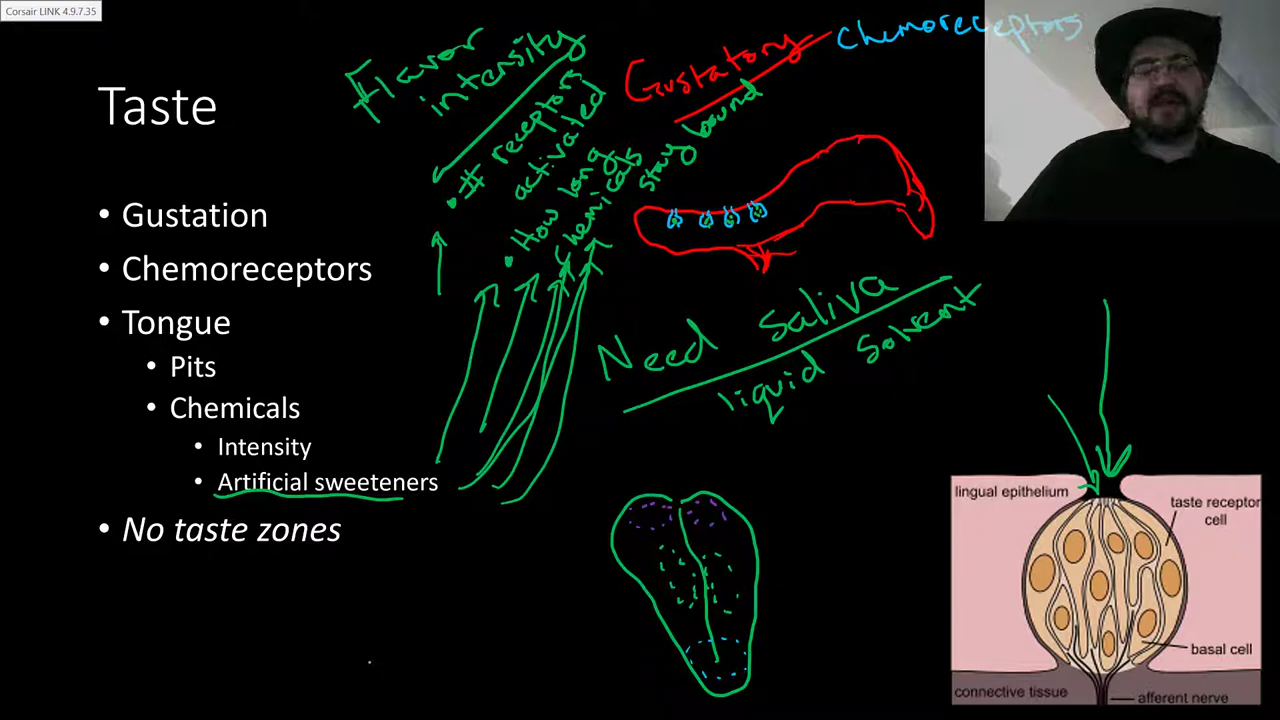 Corsair LINK 4.9.7.35
Taste
• Gustation
• Chemoreceptors
• Tongue
• Pits
• Chemicals
• Intensity
• Artificial sweeteners
• No taste zones
Flavor
intensity
• # receptors
activated
• How long
chemicals
stay bound
Gustatory
Chemoreceptors
Need Saliva
liquid solvent
lingual epithelium
taste receptor
cell
basal cell
connective tissue
afferent nerve